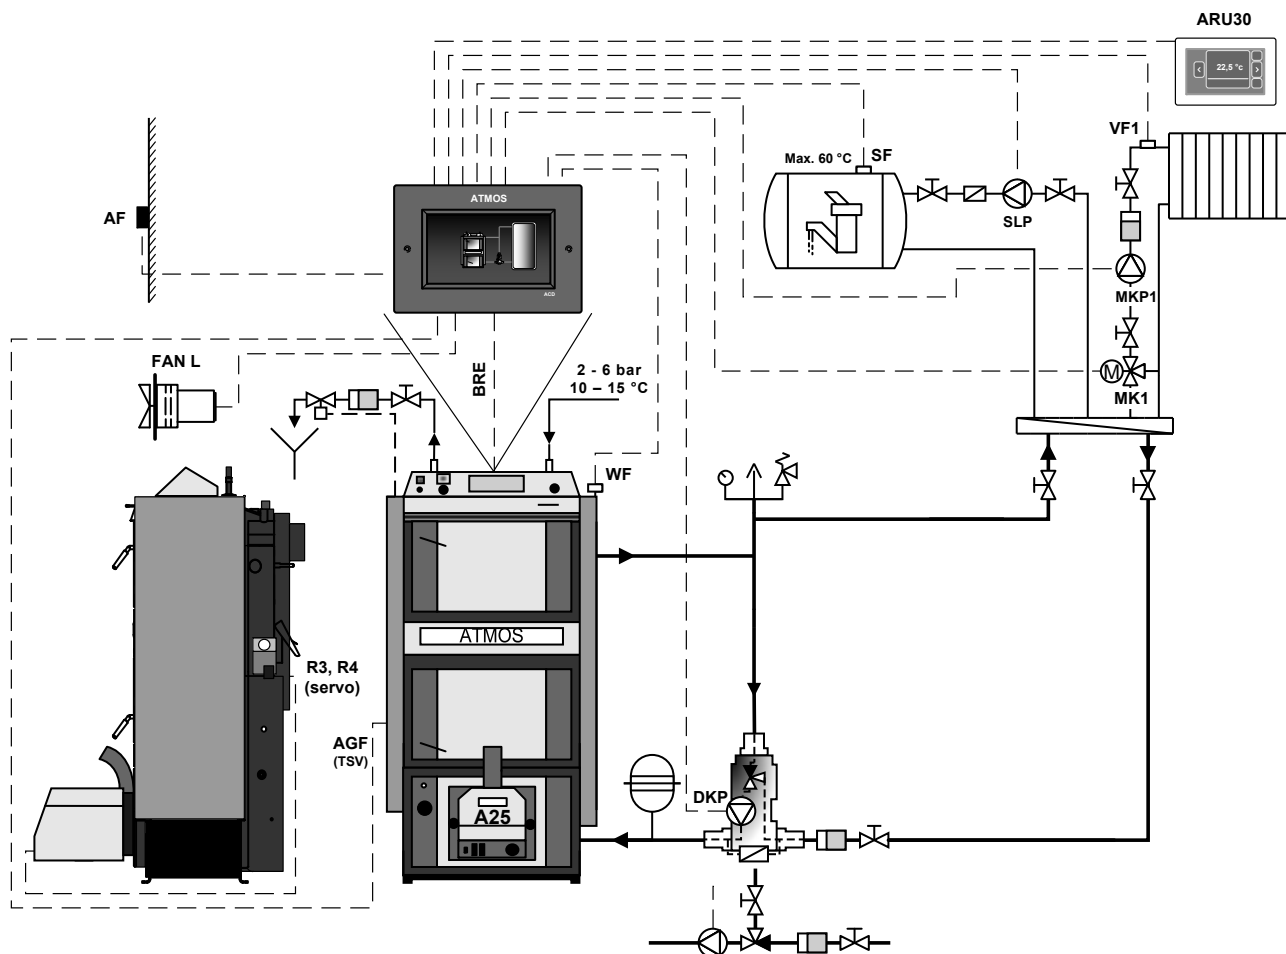 ARU30
22,5 °c
VF1
Max. 60 °C
SF
ATMOS
AF
SLP
ACD
MKP1
FAN L
BRE
2 - 6 bar
10 – 15 °C
M
MK1
WF
ATMOS
R3, R4
(servo)
AGF
(TSV)
DKP
A25